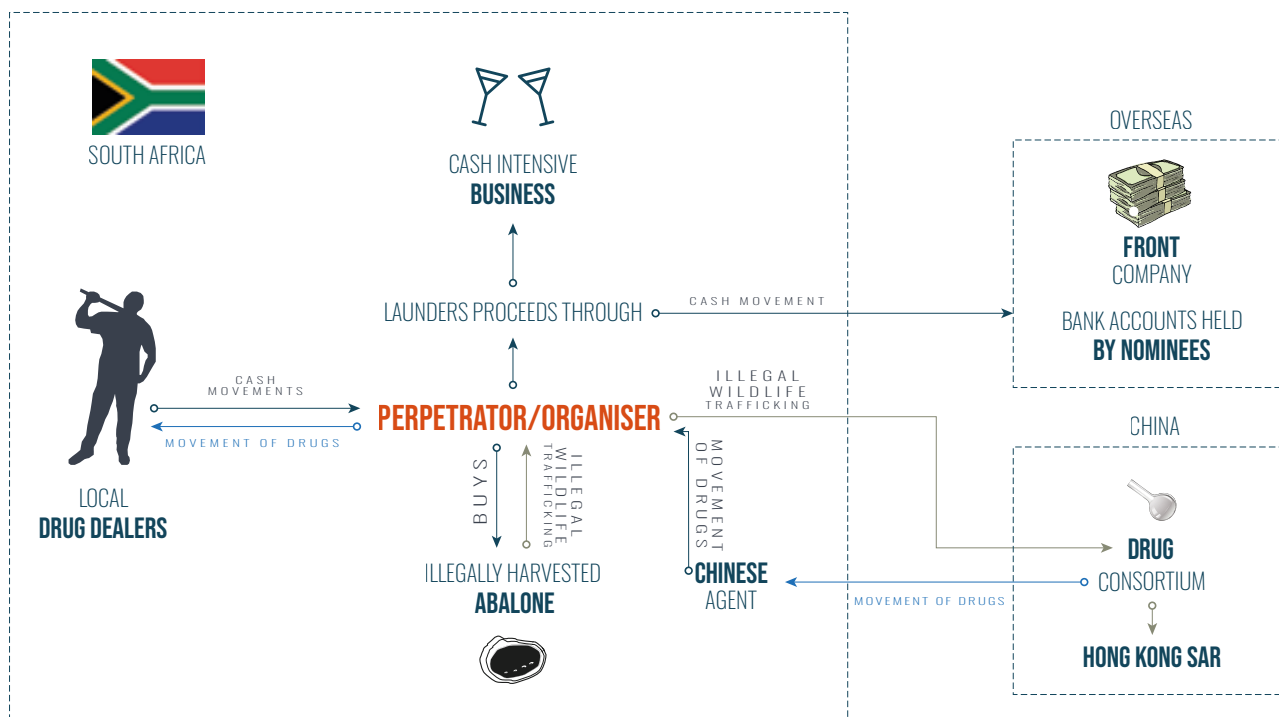 SOUTH AFRICA
CASH INTENSIVE
BUSINESS
LAUNDERS PROCEEDS THROUGH
CASH MOVEMENT
OVERSEAS
FRONT
COMPANY
BANK ACCOUNTS HELD
BY NOMINEES
CASH
MOVEMENTS
MOVEMENT OF DRUGS
LOCAL
DRUG DEALERS
PERPETRATOR/ORGANISER
ILLEGAL
WILDLIFE
TRAFFICKING
BUYS
ILLEGAL
WILDLIFE
TRAFFICKING
MOVEMENT
OF DRUGS
ILLEGALLY HARVESTED
ABALONE
CHINESE
AGENT
MOVEMENT OF DRUGS
CHINA
DRUG
CONSORTIUM
HONG KONG SAR